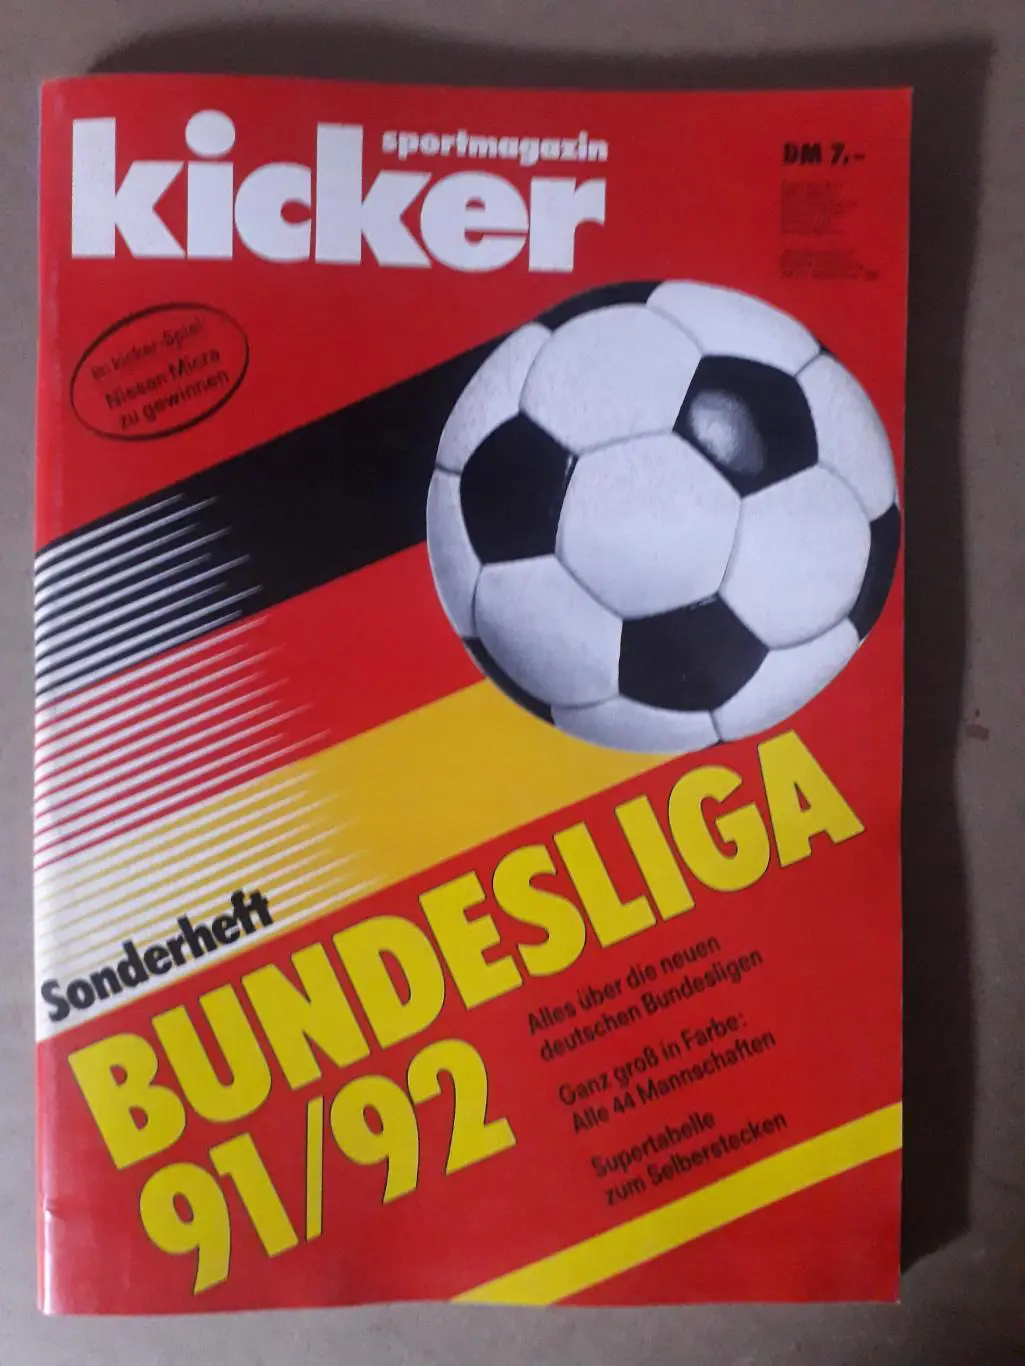 kicker
sportmagazin
DM 7,–
Im kicker-Spiel:
Nissan Micra
zu gewinnen
Sonderheft
BUNDESLIGA
91/92
Alles über die neuen
deutschen Bundesligen
Ganz groß in Farbe:
Alle 44 Mannschaften
Supertabelle
zum Selberstecken